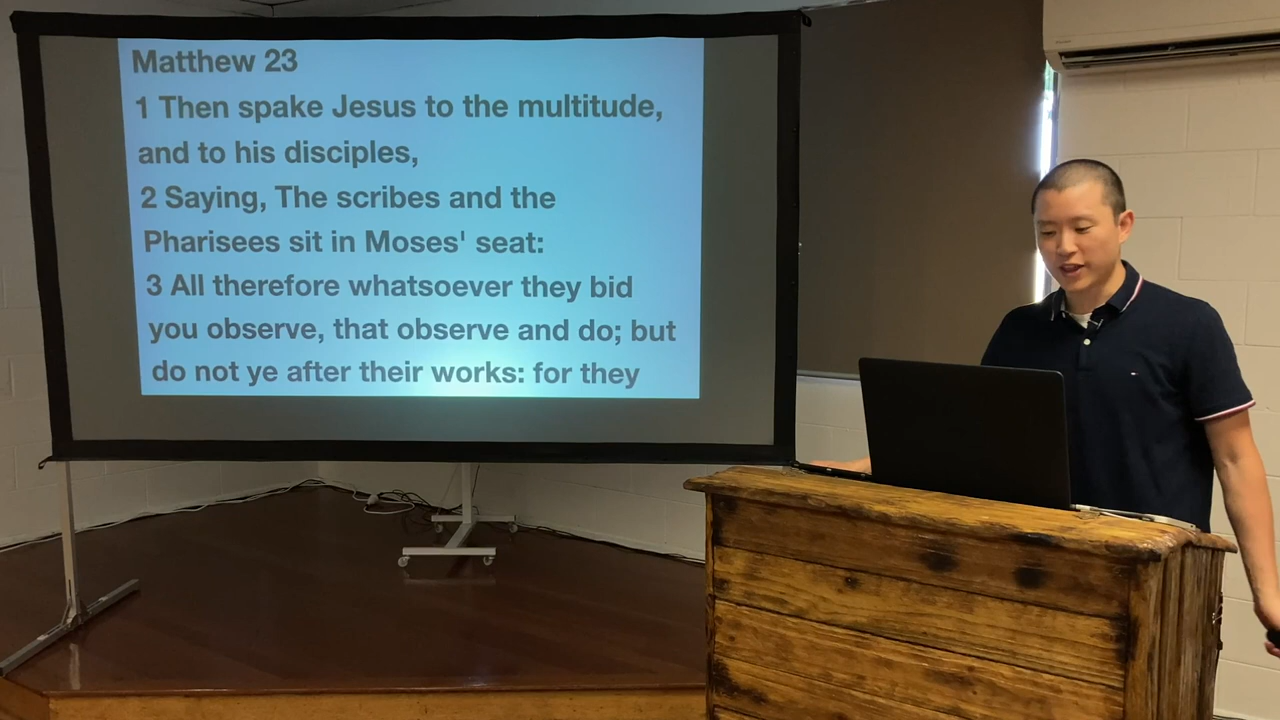 Matthew 23
1 Then spake Jesus to the multitude,
and to his disciples,
2 Saying, The scribes and the
Pharisees sit in Moses' seat:
3 All therefore whatsoever they bid
you observe, that observe and do; but
do not ye after their works: for they